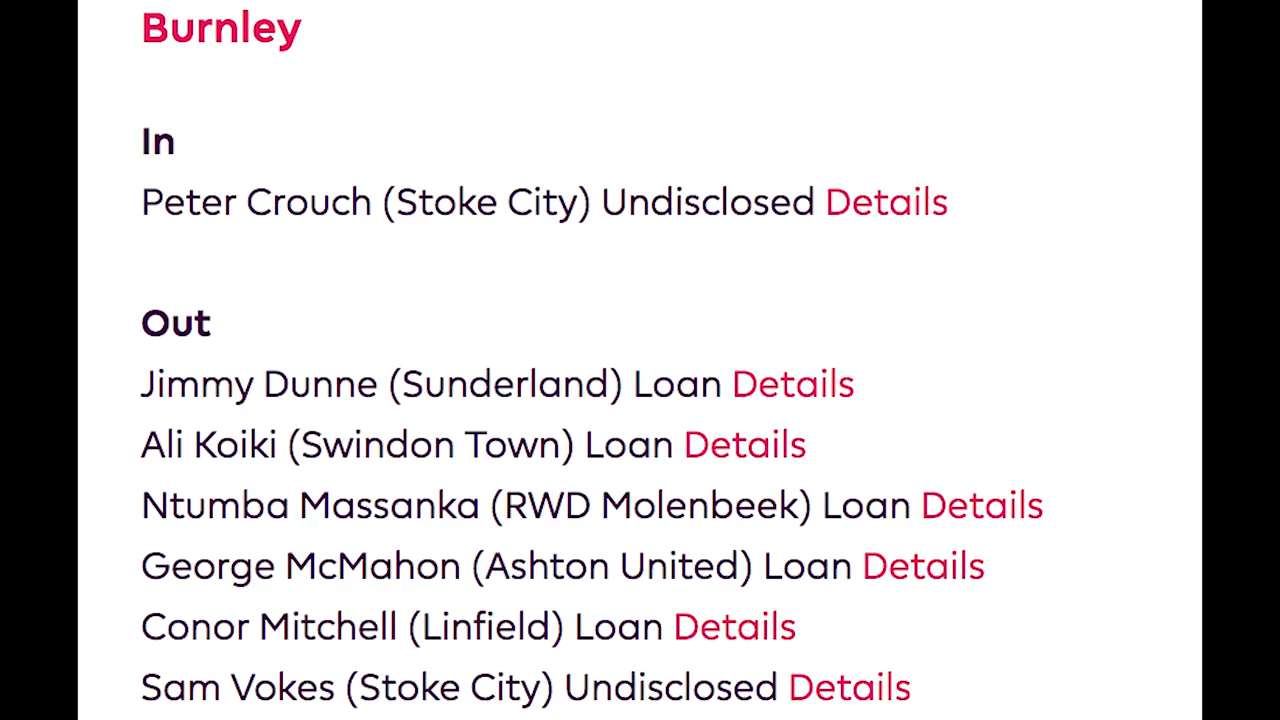 Burnley
In
Peter Crouch (Stoke City) Undisclosed Details
Out
Jimmy Dunne (Sunderland) Loan Details
Ali Koiki (Swindon Town) Loan Details
Ntumba Massanka (RWD Molenbeek) Loan Details
George McMahon (Ashton United) Loan Details
Conor Mitchell (Linfield) Loan Details
Sam Vokes (Stoke City) Undisclosed Details